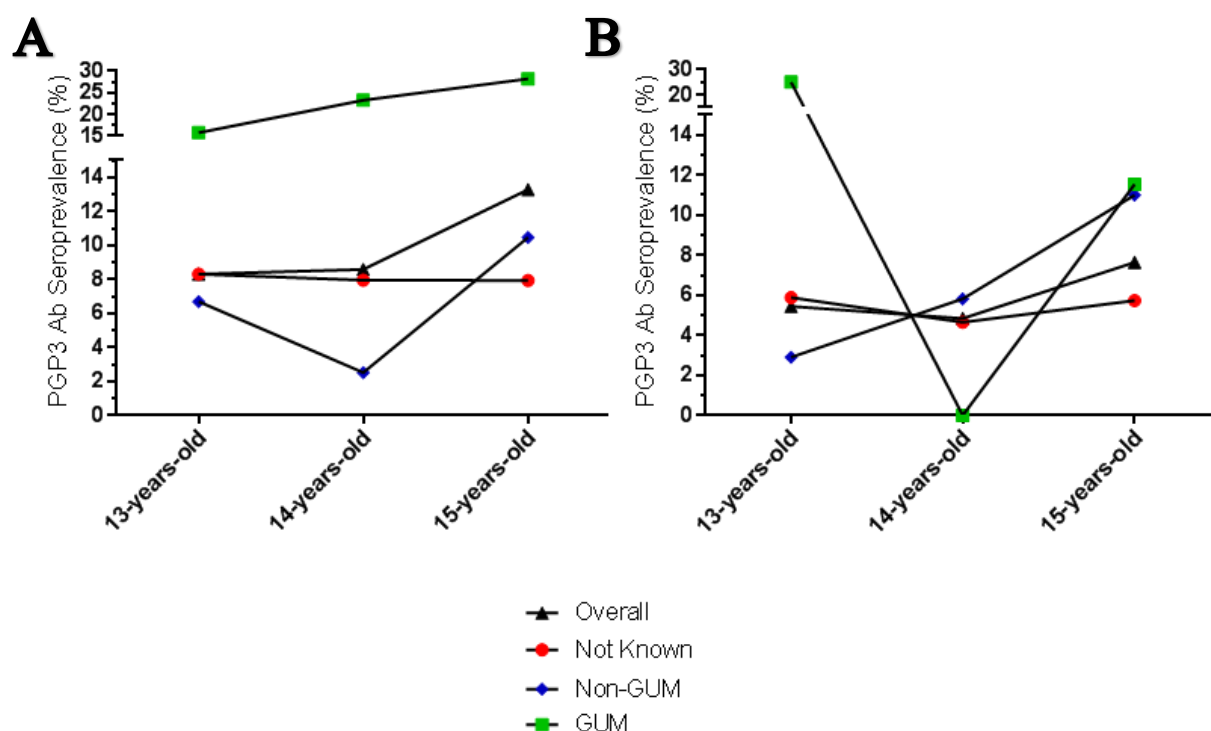 A
PGP3 Ab Seroprevalence (%)
30
25
20
15
14
12
10
8
6
4
2
0
13-years-old
14-years-old
15-years-old
B
PGP3 Ab Seroprevalence (%)
30
20
14
12
10
8
6
4
2
0
13-years-old
14-years-old
15-years-old
Overall
Not Known
Non-GUM
GUM